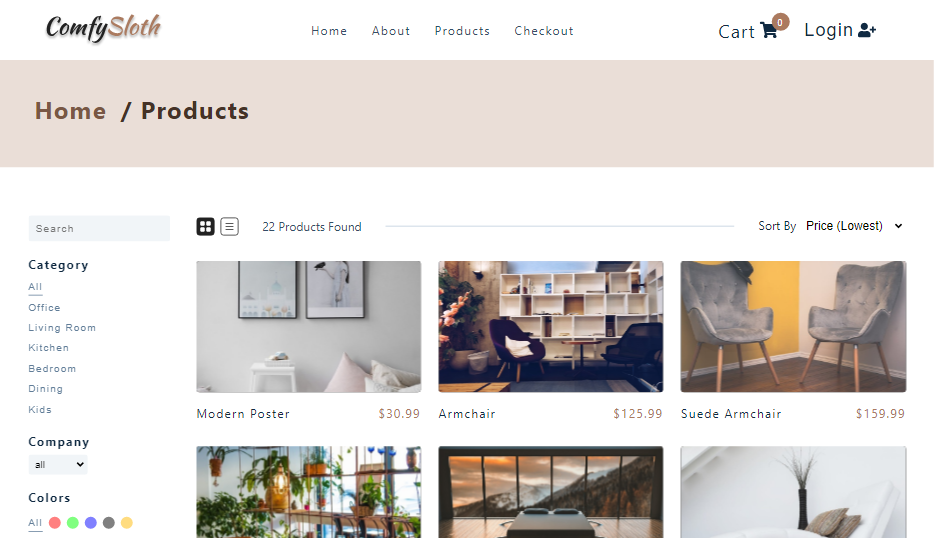 ComfySloth
Home About Products Checkout
Cart 0 Login
Home / Products
Search
22 Products Found
Sort By Price (Lowest)
Category
All
Office
Living Room
Kitchen
Bedroom
Dining
Kids
Company
all
Colors
All
Modern Poster $30.99
Armchair $125.99
Suede Armchair $159.99